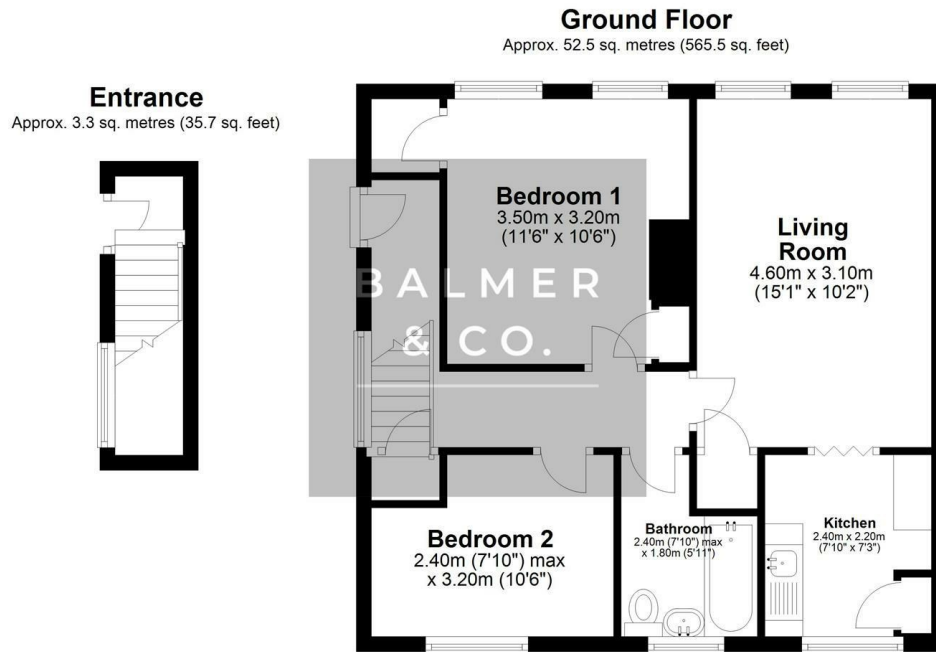 Ground Floor
Approx. 52.5 sq. metres (565.5 sq. feet)
Entrance
Approx. 3.3 sq. metres (35.7 sq. feet)
Bedroom 1
3.50m x 3.20m
(11'6" x 10'6")
Living
Room
4.60m x 3.10m
(15'1" x 10'2")
BALMER
& CO.
Bedroom 2
2.40m (7'10") max
x 3.20m (10'6")
Bathroom
2.40m (7'10") max
x 1.80m (5'11")
Kitchen
2.40m x 2.20m
(7'10" x 7'3")